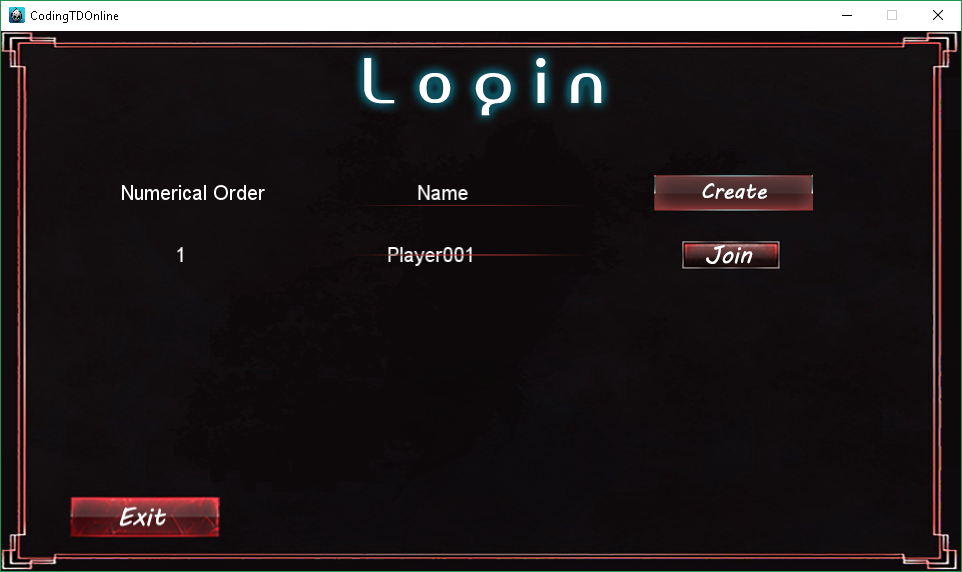 CodingTDOnline
Login
Numerical Order Name Create
1 Player001 Join
Exit